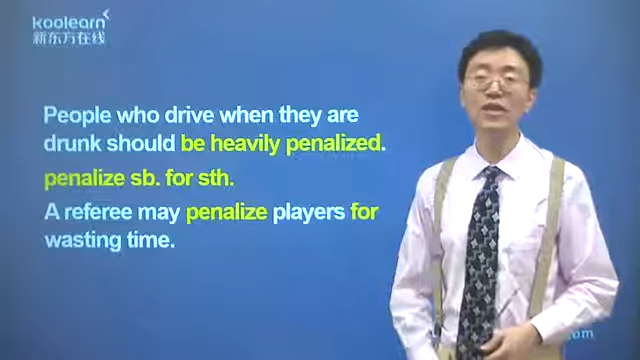 koolearn
新东方在线
People who drive when they are
drunk should be heavily penalized.
penalize sb. for sth.
A referee may penalize players for
wasting time.
.com